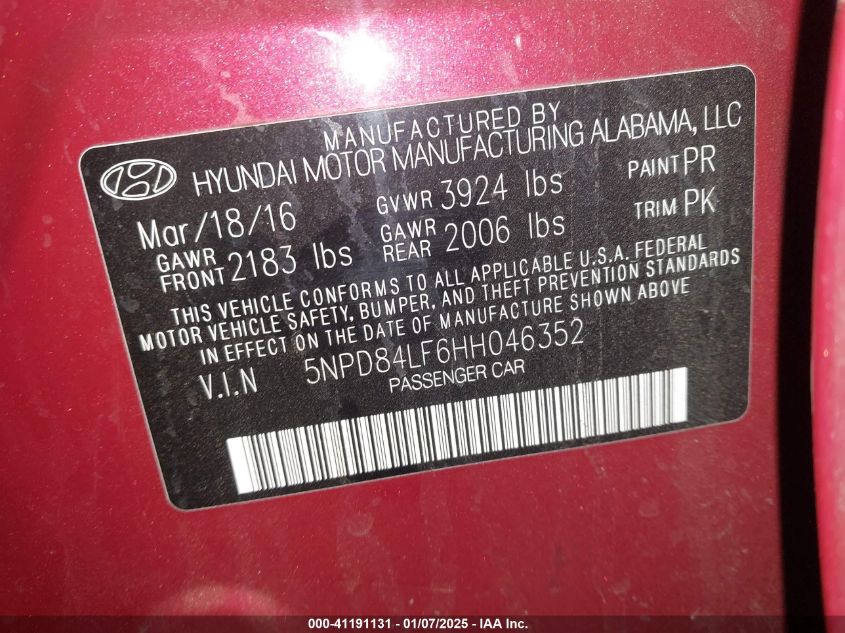 MANUFACTURED BY
HYUNDAI MOTOR MANUFACTURING ALABAMA, LLC
Mar/18/16 GVWR 3924 lbs PAINT PR
GAWR FRONT 2183 lbs GAWR REAR 2006 lbs TRIM PK
THIS VEHICLE CONFORMS TO ALL APPLICABLE U.S.A. FEDERAL
MOTOR VEHICLE SAFETY, BUMPER, AND THEFT PREVENTION STANDARDS
IN EFFECT ON THE DATE OF MANUFACTURE SHOWN ABOVE
V.I.N 5NPD84LF6HH046352
PASSENGER CAR
000-41191131 - 01/07/2025 - IAA Inc.